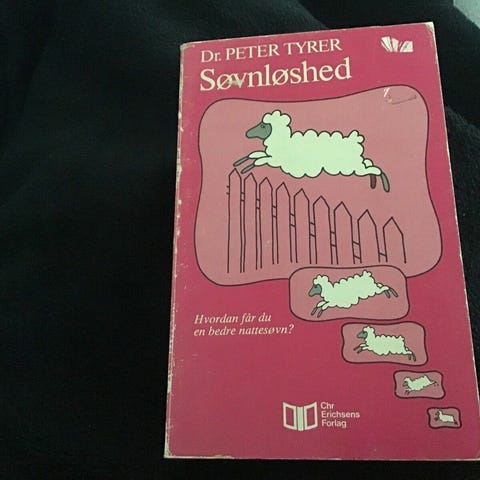 Dr. PETER TYRER
Søvnløshed
Hvordan får du
en bedre nattesøvn?
Chr
Erichsens
Forlag